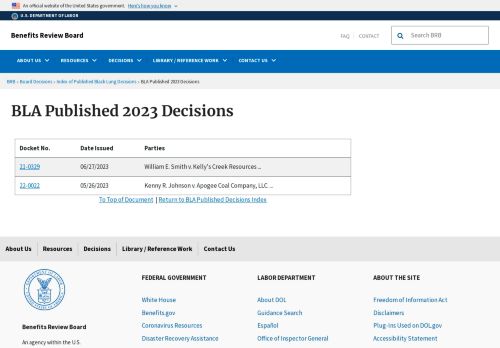 An official website of the United States government. Here's how you know
U.S. DEPARTMENT OF LABOR
Benefits Review Board
FAQ | CONTACT
Search BRB
ABOUT US RESOURCES DECISIONS LIBRARY / REFERENCE WORK CONTACT US
BRB » Board Decisions » Index of Published Black Lung Decisions » BLA Published 2023 Decisions
BLA Published 2023 Decisions
Docket No. Date Issued Parties
21-0329 06/27/2023 William E. Smith v. Kelly's Creek Resources ...
22-0022 05/26/2023 Kenny R. Johnson v. Apogee Coal Company, LLC. ...
To Top of Document | Return to BLA Published Decisions Index
About Us Resources Decisions Library / Reference Work Contact Us
FEDERAL GOVERNMENT LABOR DEPARTMENT ABOUT THE SITE
White House About DOL Freedom of Information Act
Benefits.gov Guidance Search Disclaimers
Coronavirus Resources Español Plug-Ins Used on DOL.gov
Disaster Recovery Assistance Office of Inspector General Accessibility Statement
Benefits Review Board
An agency within the U.S.